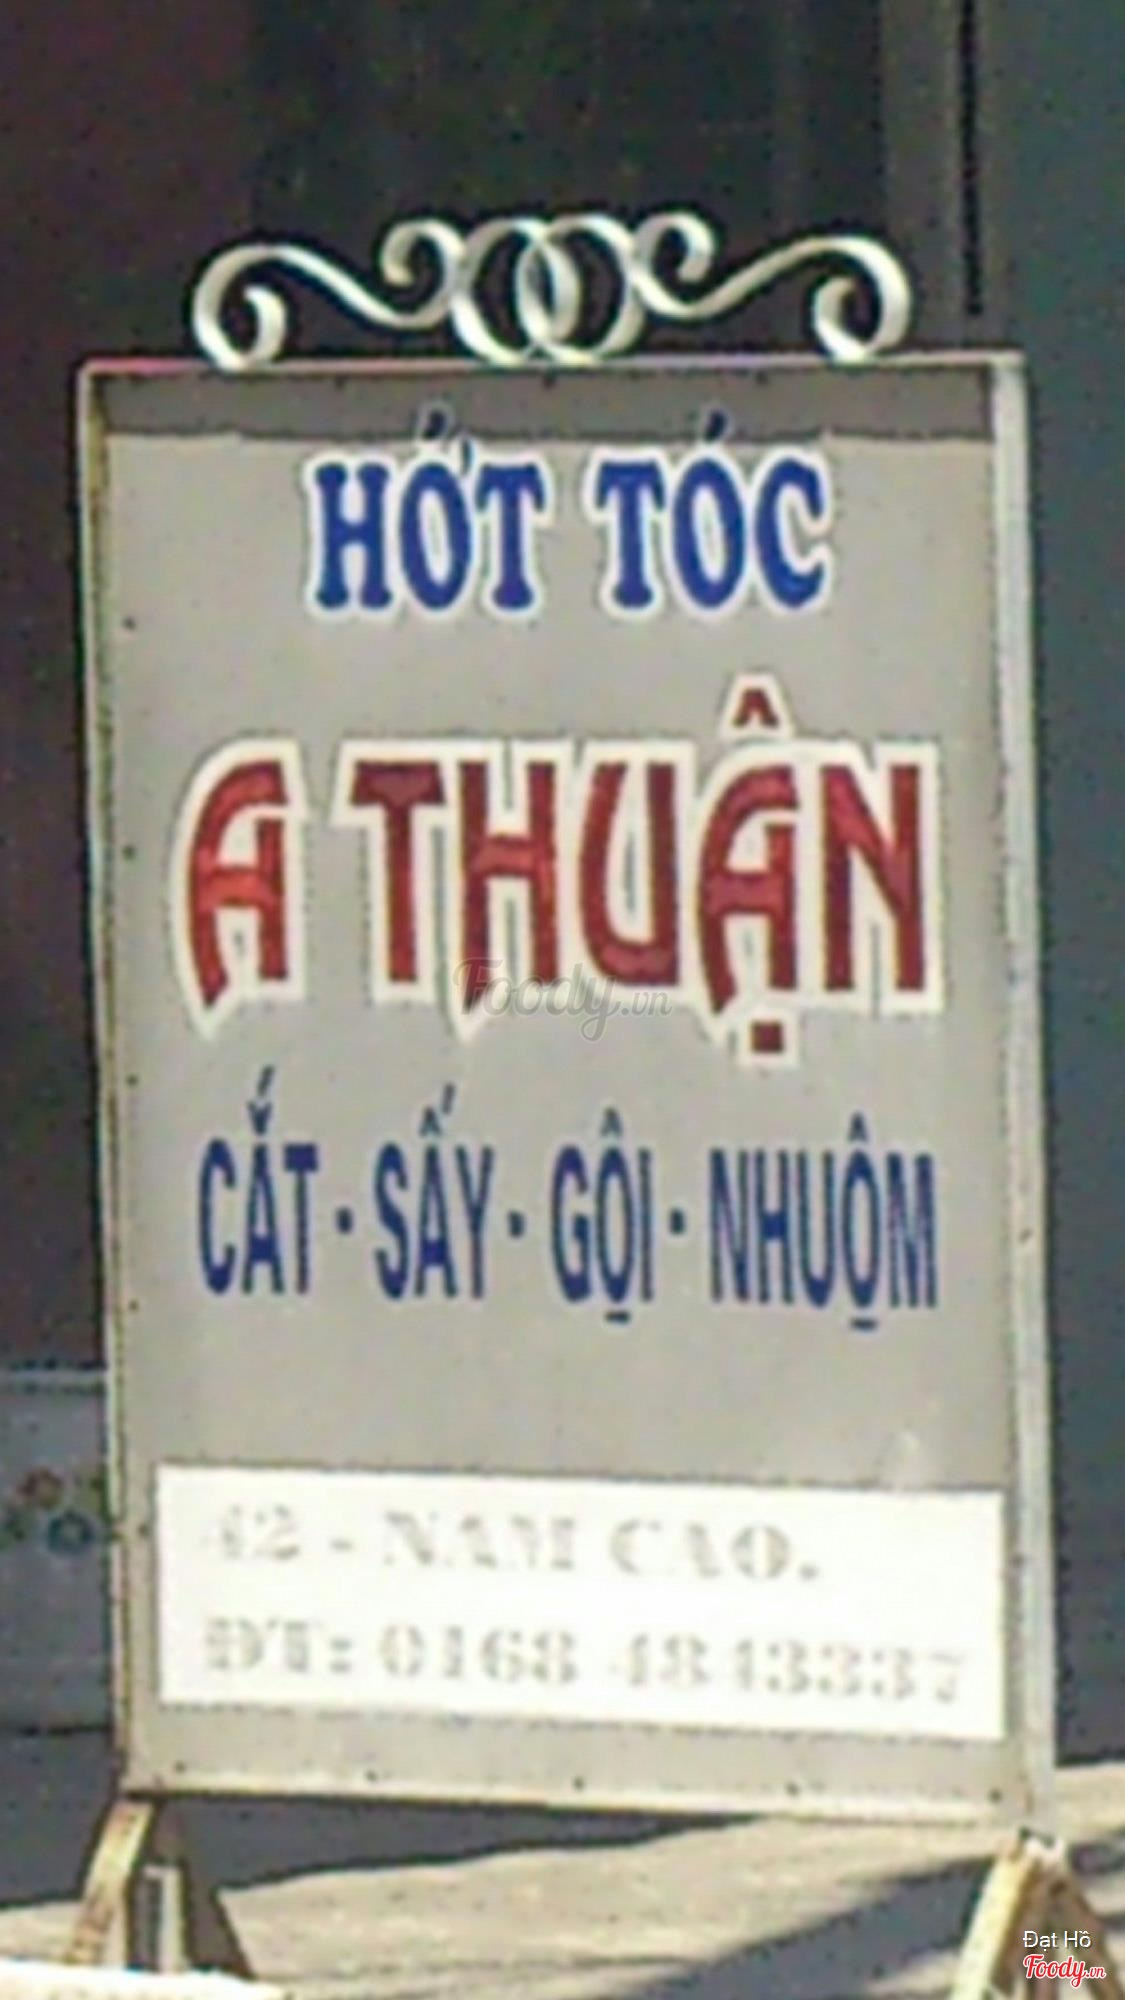 HỚT TÓC
A THUẬN
Foody.vn
CẮT · SẤY · GỘI · NHUỘM
42 - NAM CAO.
ĐT: 0168 4843337
Đạt Hồ
Foody.vn